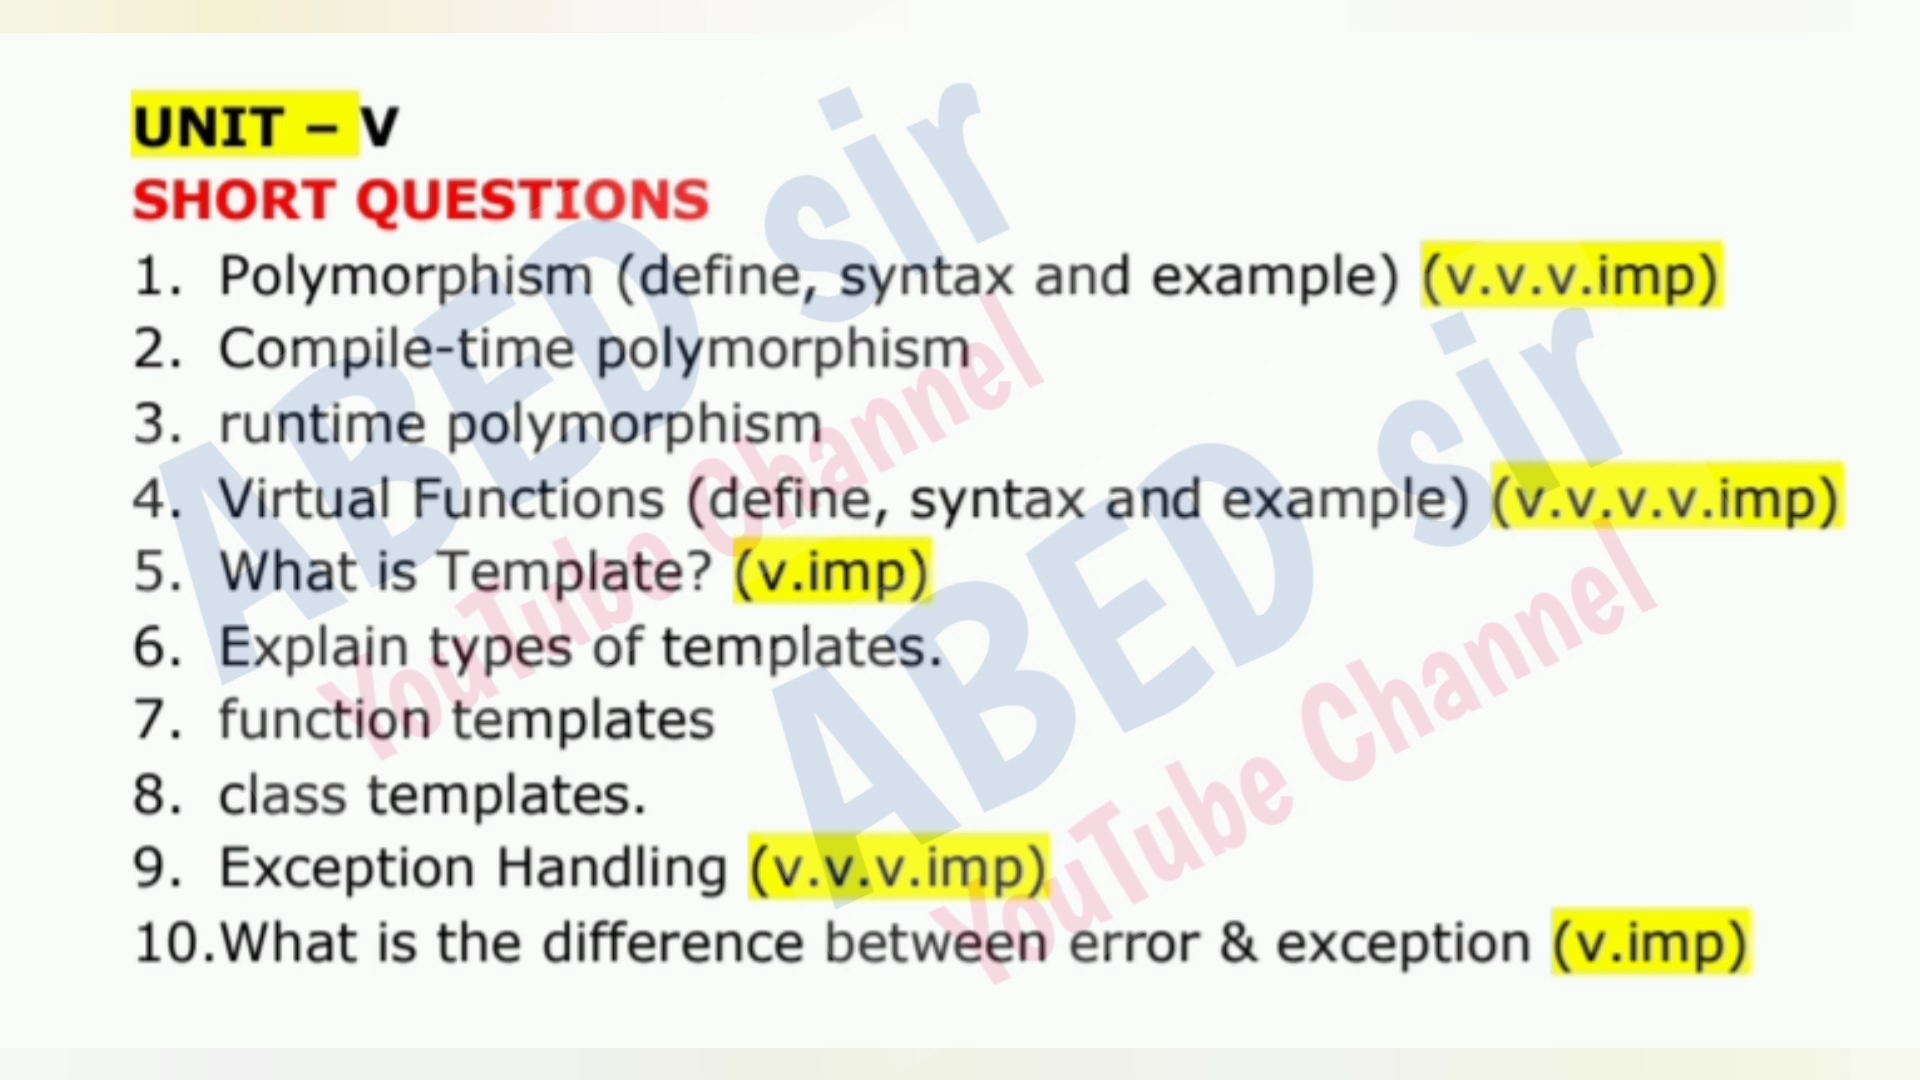 UNIT – V
SHORT QUESTIONS
1. Polymorphism (define, syntax and example) (v.v.v.imp)
2. Compile-time polymorphism
3. runtime polymorphism
4. Virtual Functions (define, syntax and example) (v.v.v.v.imp)
5. What is Template? (v.imp)
6. Explain types of templates.
7. function templates
8. class templates.
9. Exception Handling (v.v.v.imp)
10.What is the difference between error & exception (v.imp)
ABED sir
YouTube Channel
ABED sir
YouTube Channel